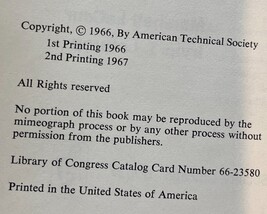 Copyright, © 1966, By American Technical Society
1st Printing 1966
2nd Printing 1967
All Rights reserved
No portion of this book may be reproduced by the
mimeograph process or by any other process without
permission from the publishers.
Library of Congress Catalog Card Number 66-23580
Printed in the United States of America